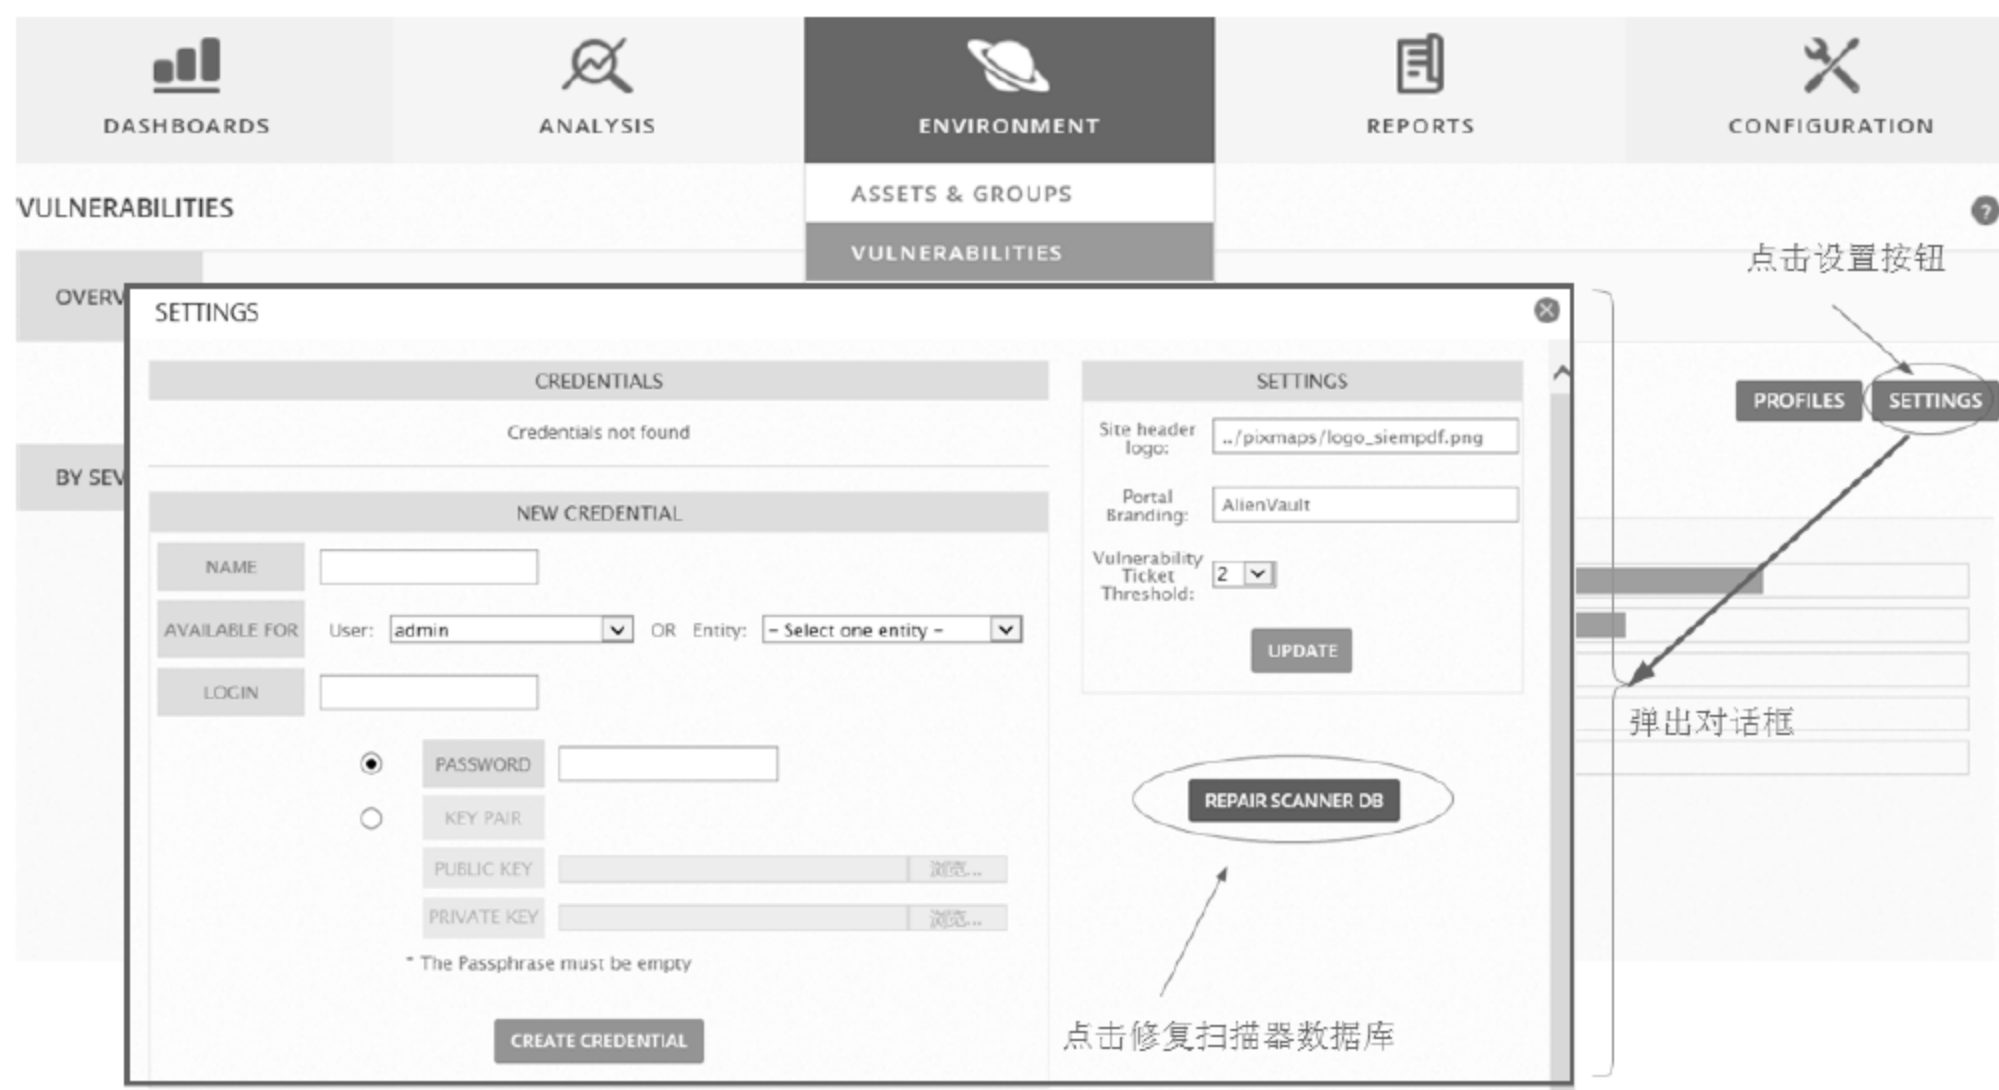 DASHBOARDS
ANALYSIS
ENVIRONMENT
REPORTS
CONFIGURATION
ASSETS & GROUPS
VULNERABILITIES
VULNERABILITIES
?
点击设置按钮
OVERV
PROFILES
SETTINGS
BY SEV
弹出对话框
SETTINGS
CREDENTIALS
Credentials not found
NEW CREDENTIAL
NAME
AVAILABLE FOR User: admin OR Entity: - Select one entity -
LOGIN
PASSWORD
KEY PAIR
PUBLIC KEY 浏览...
PRIVATE KEY 浏览...
* The Passphrase must be empty
CREATE CREDENTIAL
SETTINGS
Site header
logo:
../pixmaps/logo_siempdf.png
Portal
Branding:
AlienVault
Vulnerability
Ticket
Threshold:
2
UPDATE
REPAIR SCANNER DB
点击修复扫描器数据库